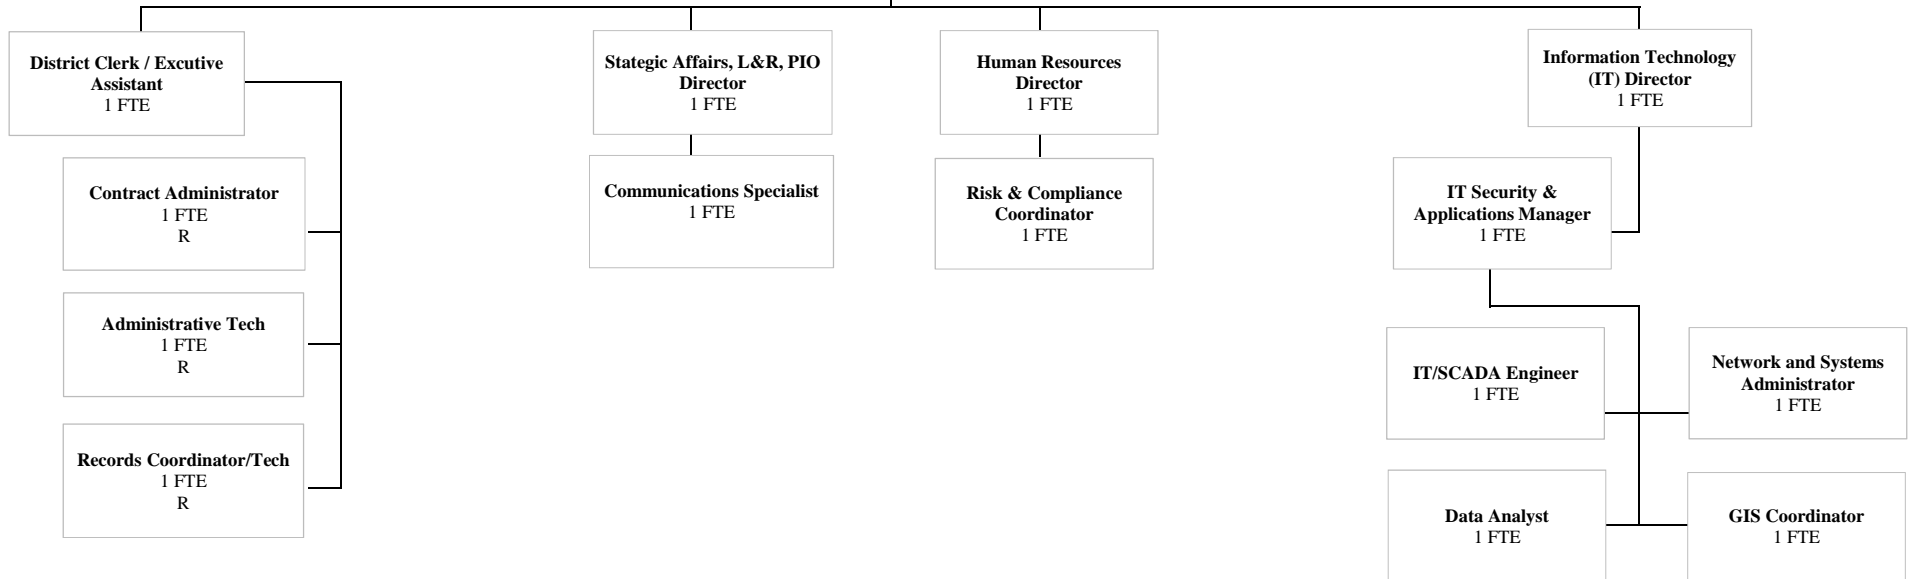 District Clerk / Excutive
Assistant
1 FTE
Stategic Affairs, L&R, PIO
Director
1 FTE
Human Resources
Director
1 FTE
Information Technology
(IT) Director
1 FTE
Contract Administrator
1 FTE
R
Communications Specialist
1 FTE
Risk & Compliance
Coordinator
1 FTE
IT Security &
Applications Manager
1 FTE
Administrative Tech
1 FTE
R
IT/SCADA Engineer
1 FTE
Network and Systems
Administrator
1 FTE
Records Coordinator/Tech
1 FTE
R
Data Analyst
1 FTE
GIS Coordinator
1 FTE